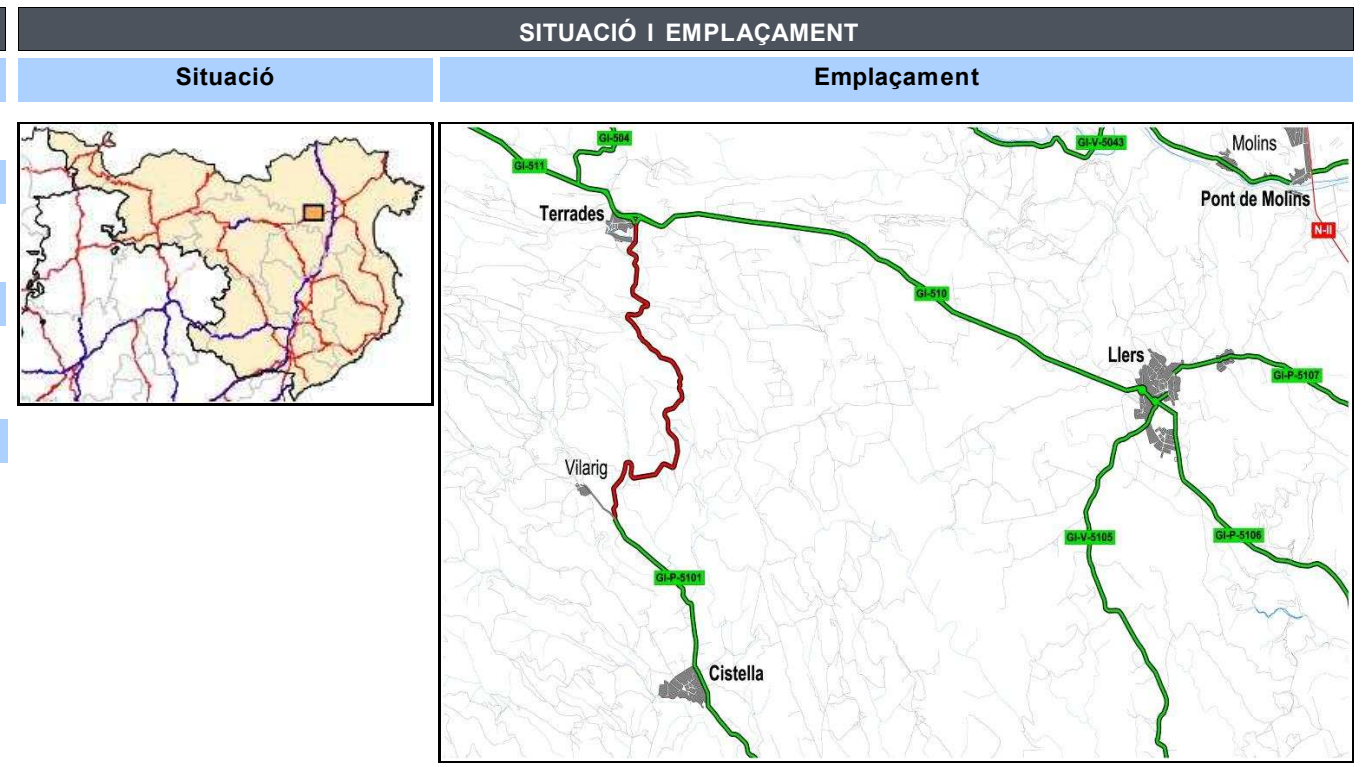 SITUACIÓ I EMPLAÇAMENT
Situació
Emplaçament
GI-504
GI-511
GI-V-5043
Molins
Pont de Molins
Terrades
N-II
GI-510
Llers
GI-P-5107
Vilarig
GI-V-5105
GI-P-5106
GI-P-5101
Cistella